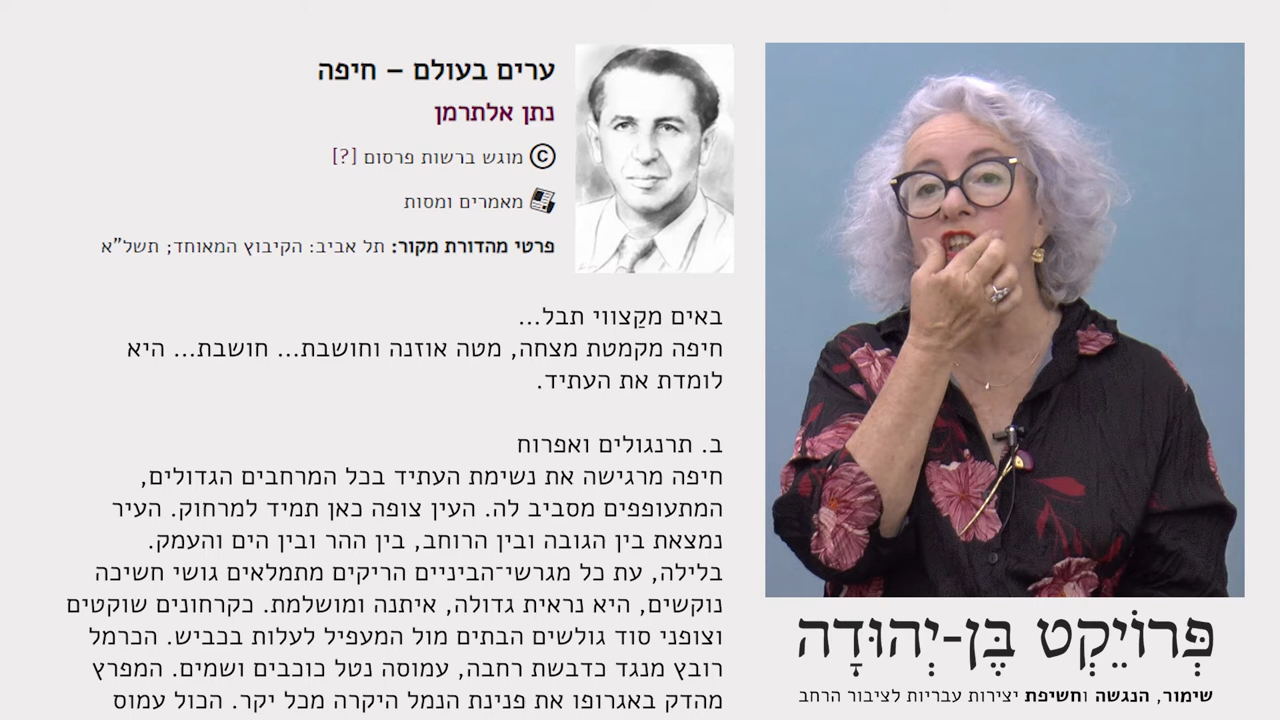 ערים בעולם – חיפה
נתן אלתרמן
© מוגש ברשות פרסום [?]
מאמרים ומסות
פרטי מהדורת מקור: תל אביב: הקיבוץ המאוחד; תשל״א
באים מקַצווי תבל...
חיפה מקמטת מצחה, מטה אוזנה וחושבת... חושבת... היא
לומדת את העתיד.
ב. תרנגולים ואפרוח
חיפה מרגישה את נשימת העתיד בכל המרחבים הגדולים,
המתעופפים מסביב לה. העין צופה כאן תמיד למרחוק. העיר
נמצאת בין הגובה ובין הרוחב, בין ההר ובין הים והעמק.
בלילה, עת כל מגרשי־הביניים הריקים מתמלאים גושי חשיכה
נוקשים, היא נראית גדולה, איתנה ומושלמת. כקרחונים שוקטים
וצופני סוד גולשים הבתים מול המעפיל לעלות בכביש. הכרמל
רובץ מנגד כדבשת רחבה, עמוסה נטל כוכבים ושמים. המפרץ
מהדק באגרופו את פנינת הנמל היקרה מכל יקר. הכול עמוס
פְּרוֹיֵקְט בֶּן-יְהוּדָה
שימור, הנגשה וחשיפת יצירות עבריות לציבור הרחב